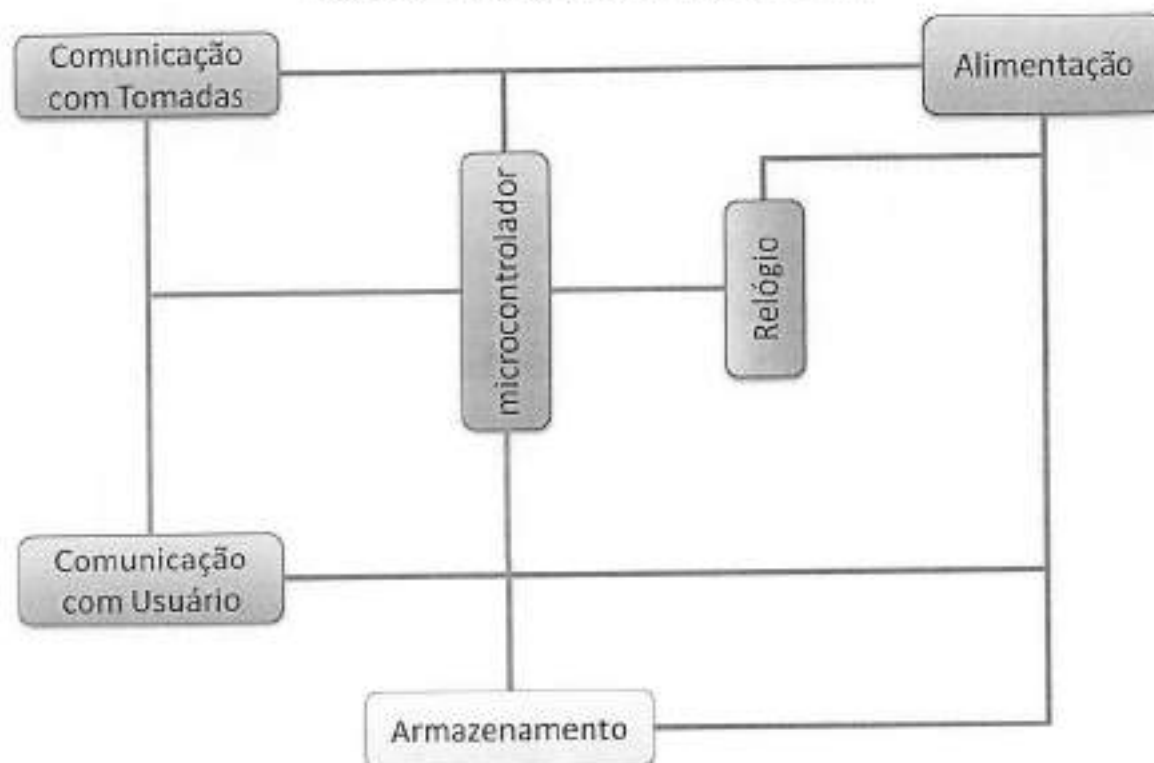 Comunicação
com Tomadas
Alimentação
microcontrolador
Relógio
Comunicação
com Usuário
Armazenamento